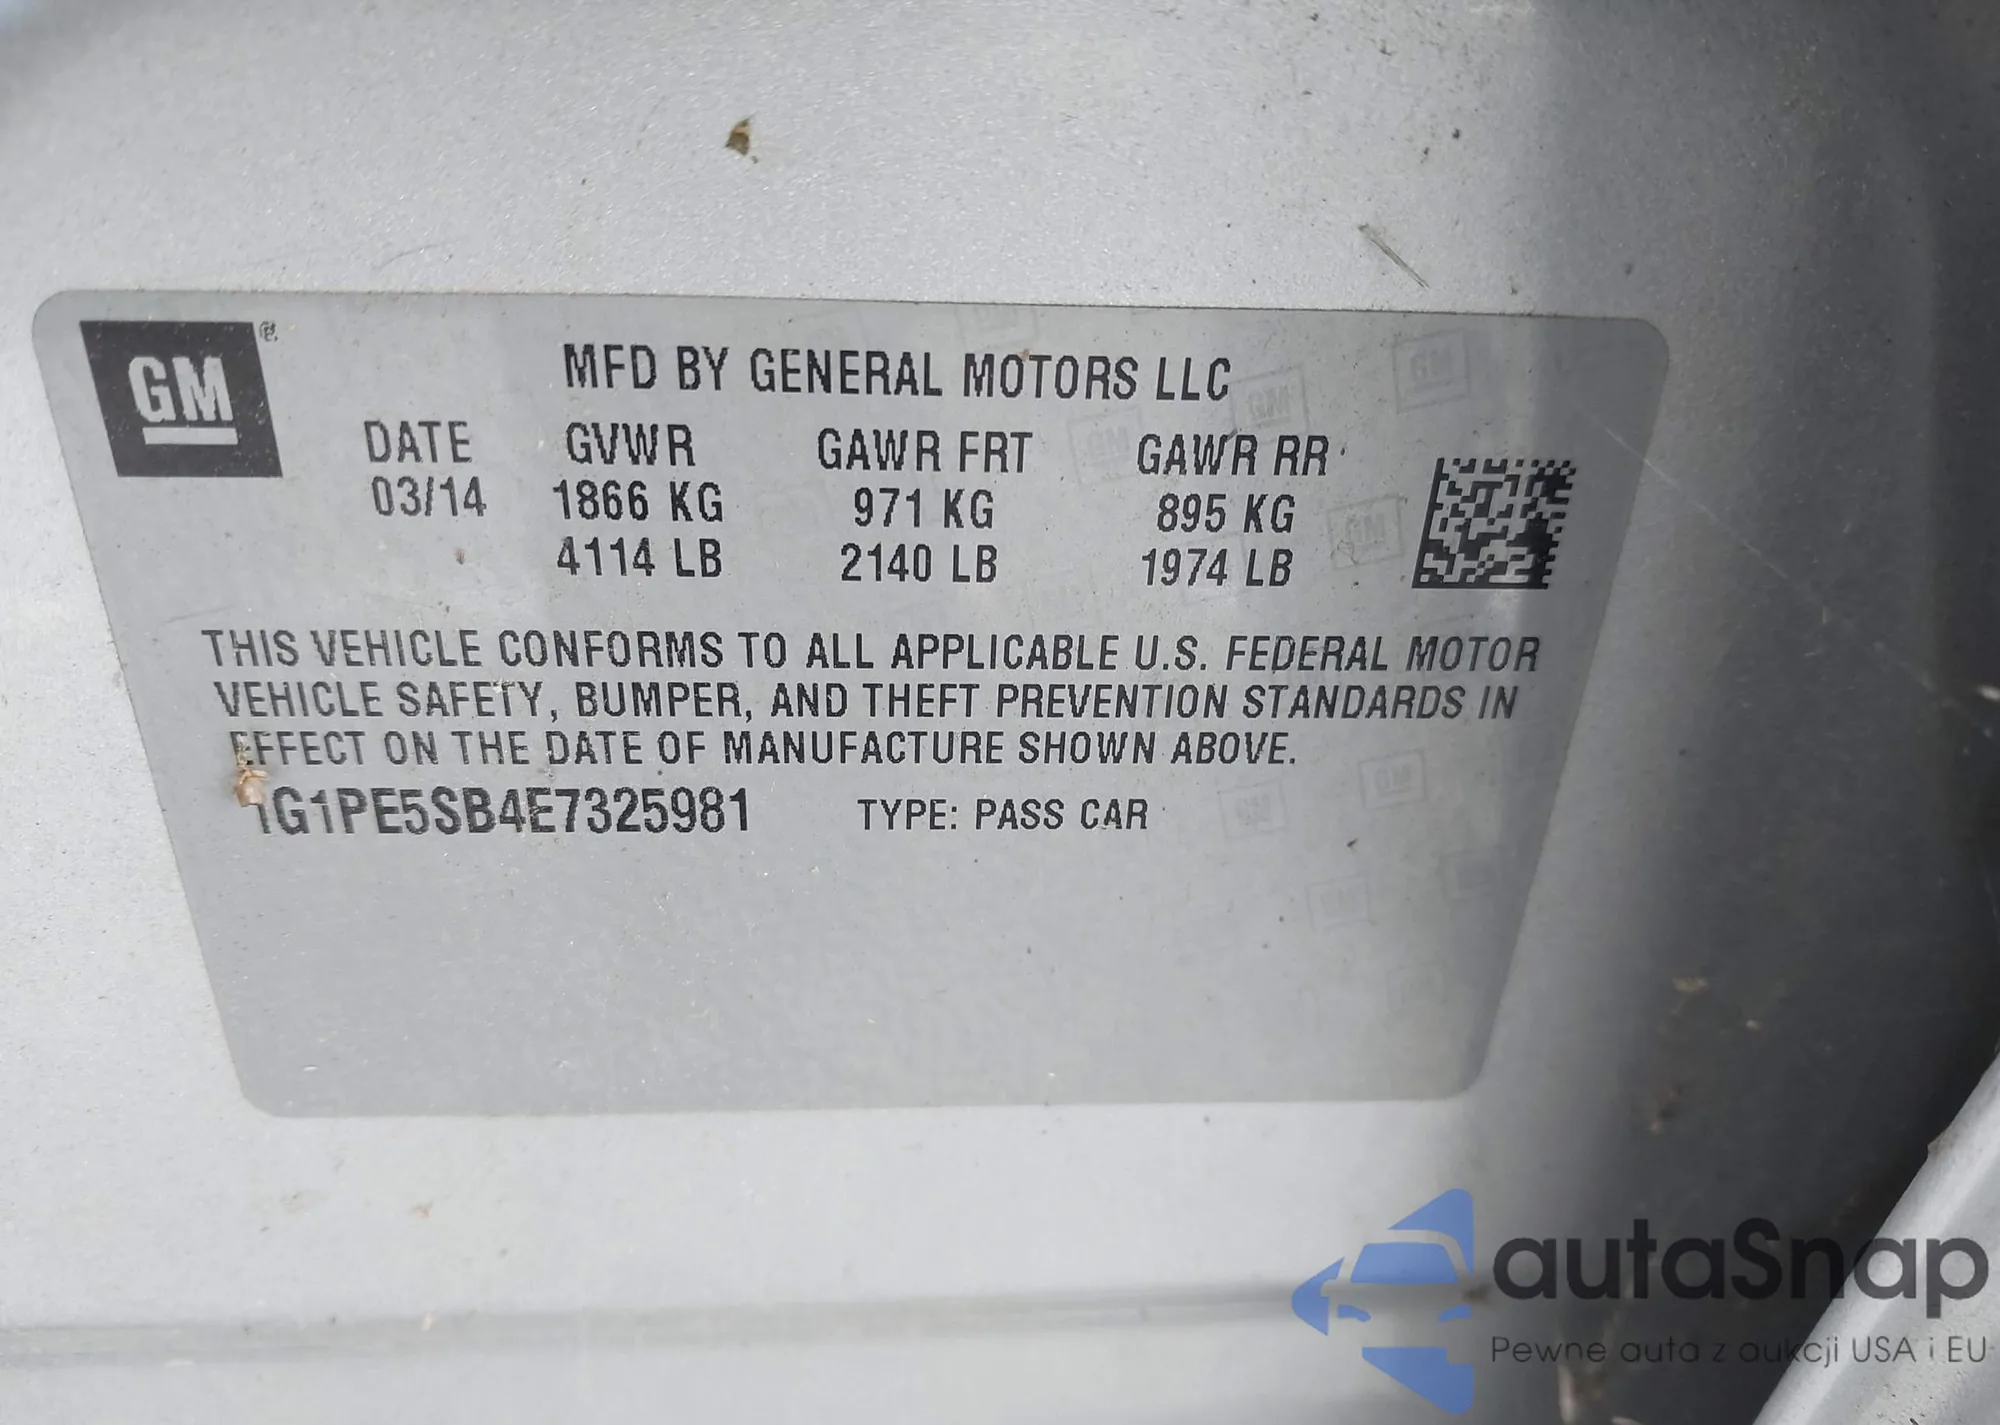 GM
MFD BY GENERAL MOTORS LLC
DATE GVWR GAWR FRT GAWR RR
03/14 1866 KG 971 KG 895 KG
4114 LB 2140 LB 1974 LB
THIS VEHICLE CONFORMS TO ALL APPLICABLE U.S. FEDERAL MOTOR
VEHICLE SAFETY, BUMPER, AND THEFT PREVENTION STANDARDS IN
EFFECT ON THE DATE OF MANUFACTURE SHOWN ABOVE.
1G1PE5SB4E7325981 TYPE: PASS CAR
autaSnap
Pewne auta z aukcji USA i EU